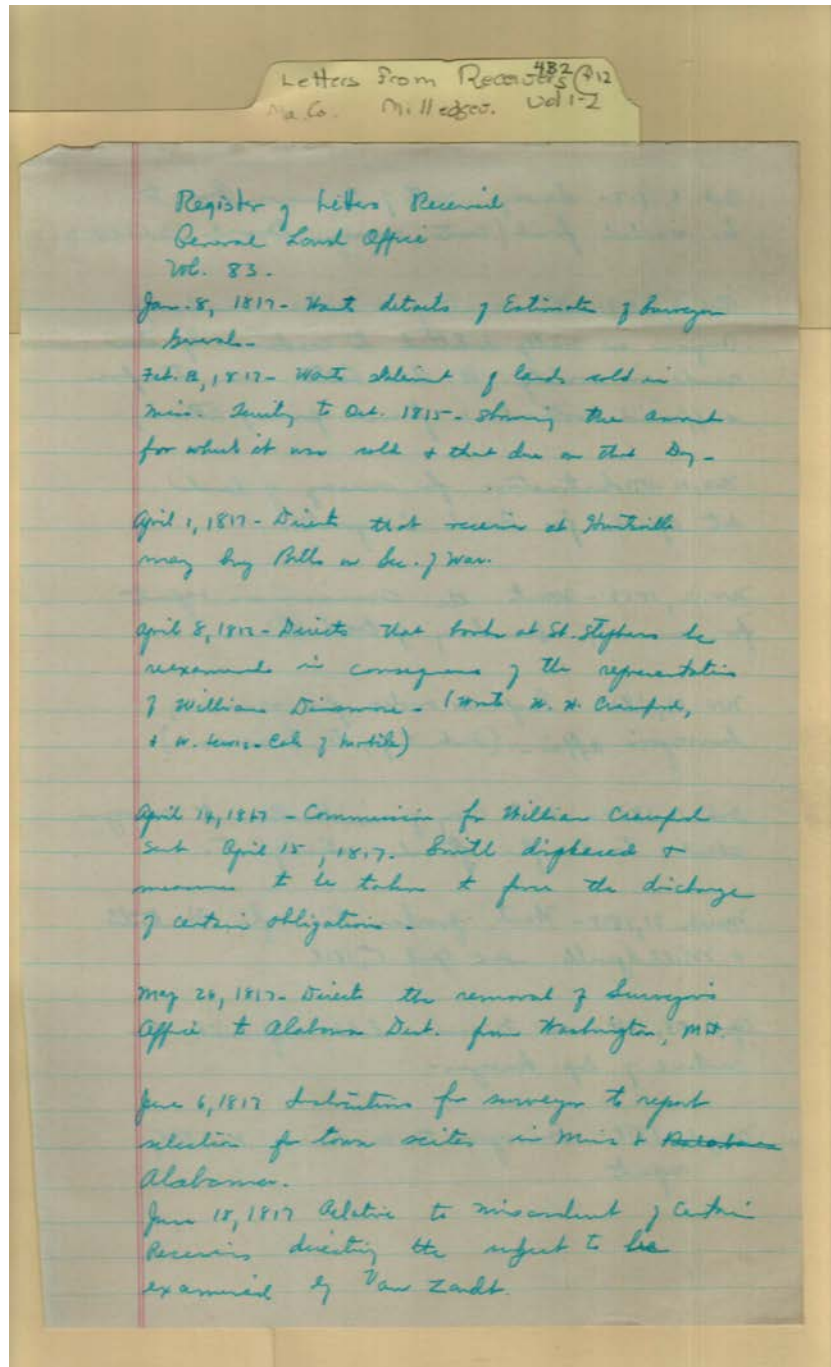 Letters From Receivers 4B2 P12
Ma. Co. Milledgev. Vol 1-2
Register of Letters Received
General Land Office
Vol. 83.
Jan. 8, 1817- Wants details of Estimates of Surveyor
General-
Feb. 12, 1817- Wants statement of lands sold in
Miss. Territy to Oct. 1815- showing the amount
for which it was sold & that due on that Day-
April 1, 1817- Directs that receiver at Huntsville
may buy Bills on Sec. of War.
April 8, 1817- Directs that books at St. Stephens be
reexamined in consequence of the representation
of William Dinsmore- ( W. H. Crawford,
& W. Lewis- Col. of Mobile)
April 14, 1817- Commission for William Crawford
sent April 15, 1817. Smith displaced &
measures to be taken to force the discharge
of certain obligations.
May 26, 1817- Directs the removal of Surveyor's
Office to Alabama Dist. from Washington, M.T.
June 6, 1817 Instructions for surveyor to report
selection for town scites in Miss &
Alabama.
June 18, 1817 Relative to misconduct of Certain
Receivers directing the subject to be
examined by Van Zandt.